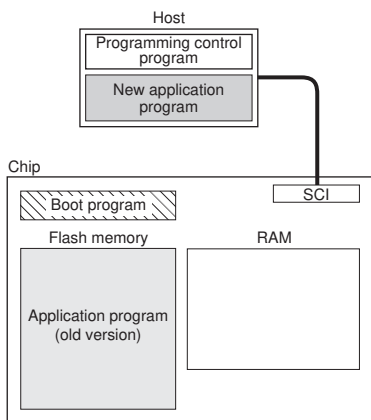 Host
Programming control
program
New application
program
Chip
SCI
Boot program
Flash memory
RAM
Application program
(old version)